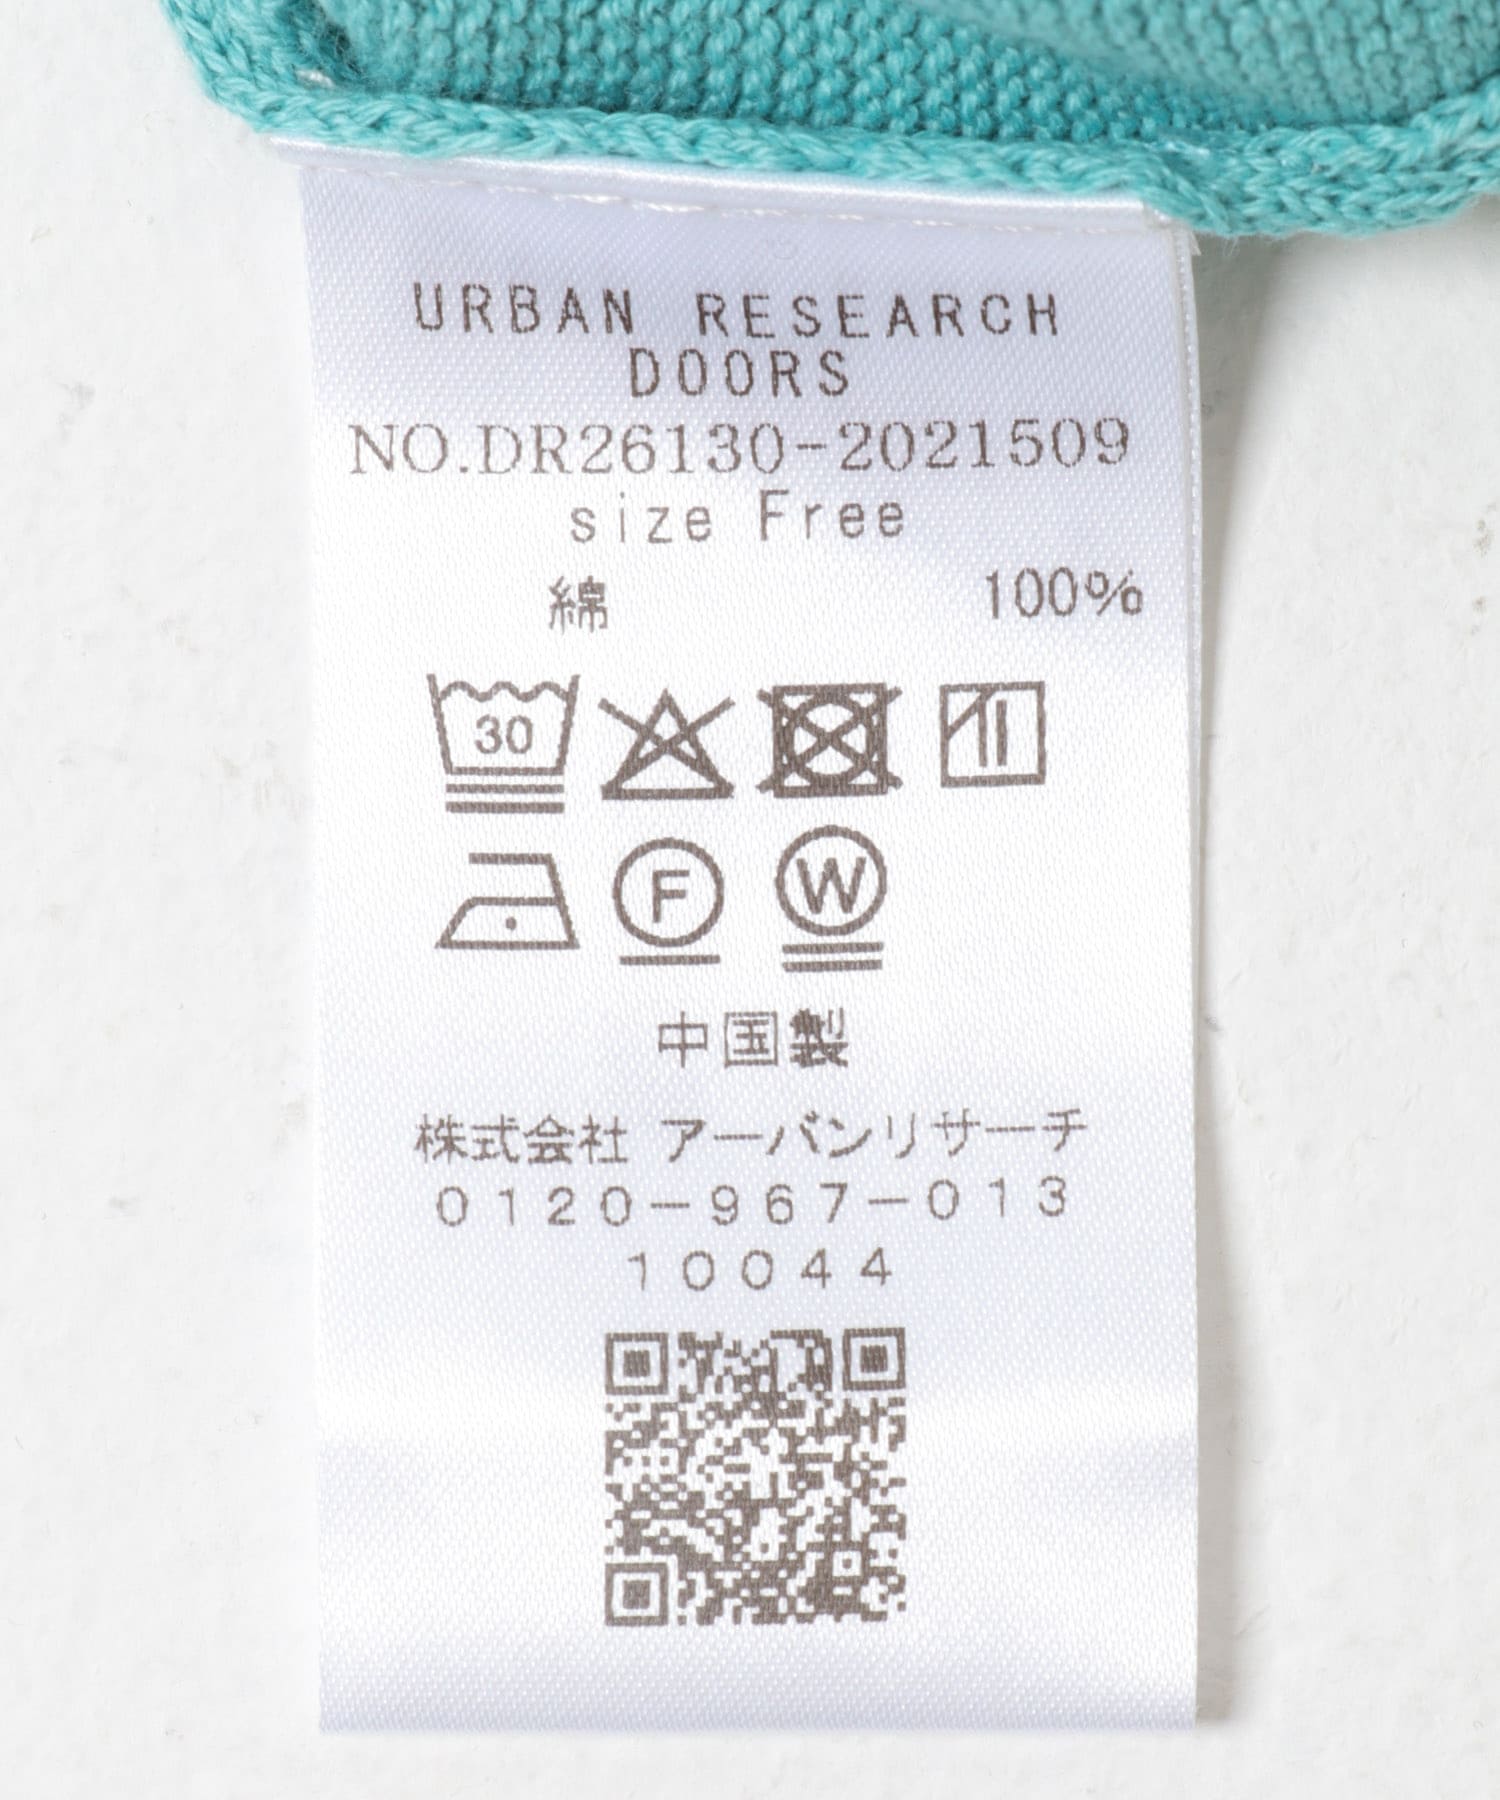 URBAN RESEARCH
DOORS
NO.DR26130-2021509
size Free
綿 100%
30
F W
中国製
株式会社 アーバンリサーチ
0120-967-013
10044